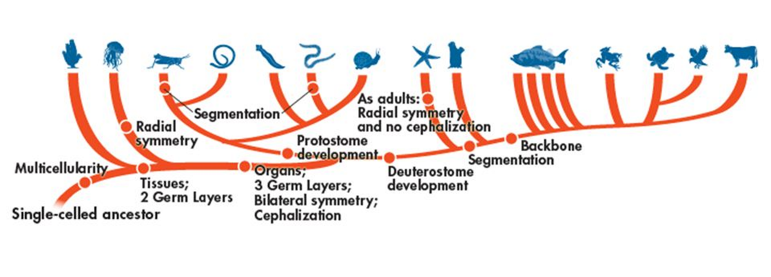 Segmentation
As adults:
Radial symmetry
and no cephalization
Radial
symmetry
Protostome
development
Backbone
Segmentation
Multicellularity
Tissues;
2 Germ Layers
Organs;
3 Germ Layers;
Bilateral symmetry;
Cephalization
Deuterostome
development
Single-celled ancestor